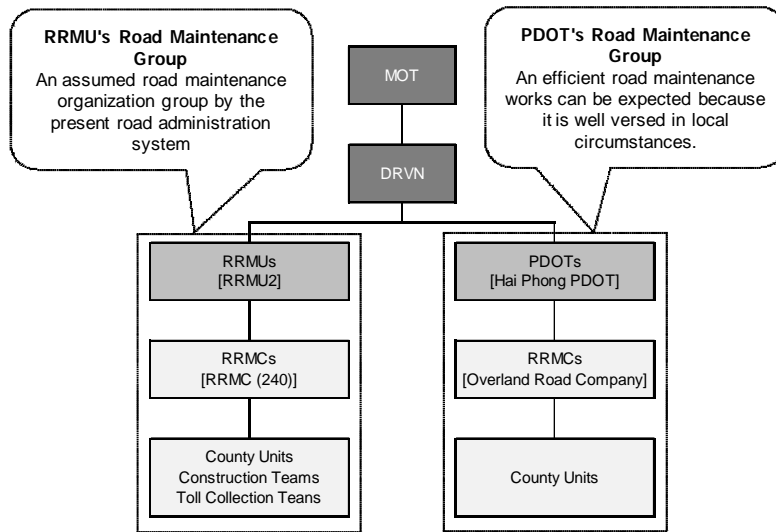 RRMU's Road Maintenance
Group
An assumed road maintenance
organization group by the
present road administration
system
PDOT's Road Maintenance
Group
An efficient road maintenance
works can be expected because
it is well versed in local
circumstances.
MOT
DRVN
RRMUs
[RRMU2]
PDOTs
[Hai Phong PDOT]
RRMCs
[RRMC (240)]
RRMCs
[Overland Road Company]
County Units
Construction Teams
Toll Collection Teans
County Units